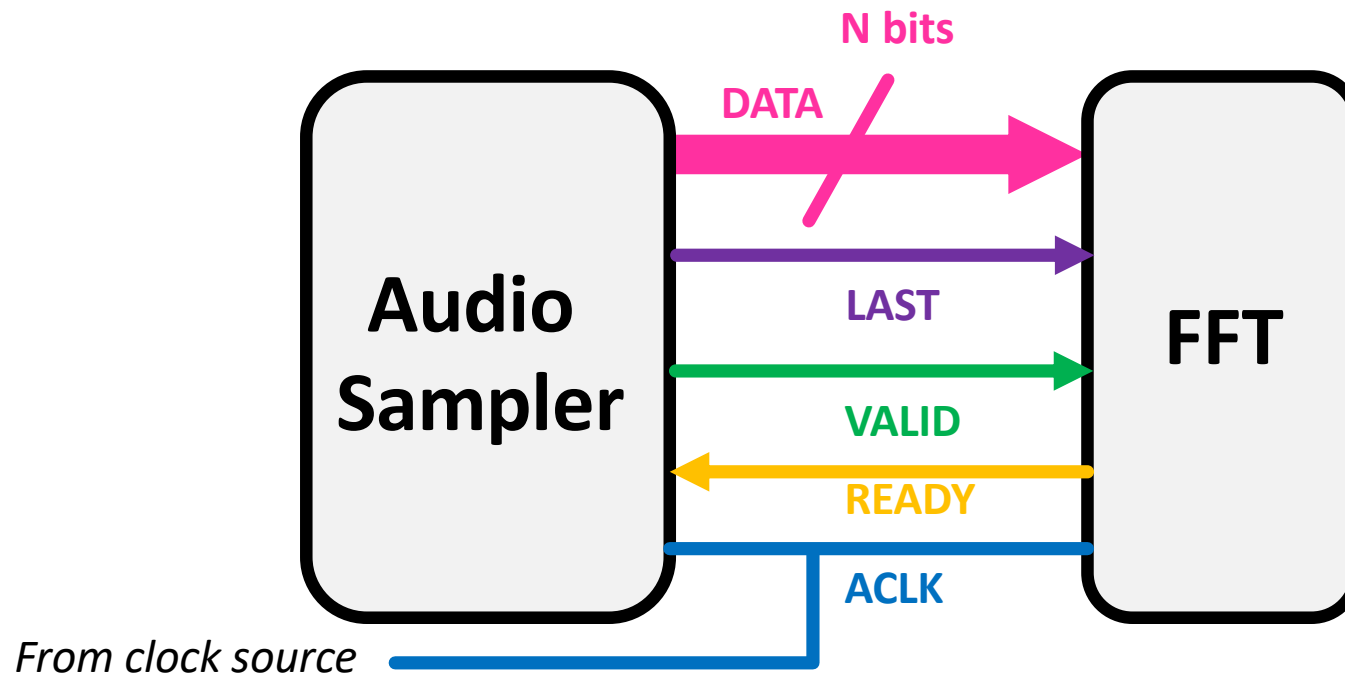 N bits
DATA
Audio
Sampler
LAST
FFT
VALID
READY
ACLK
From clock source